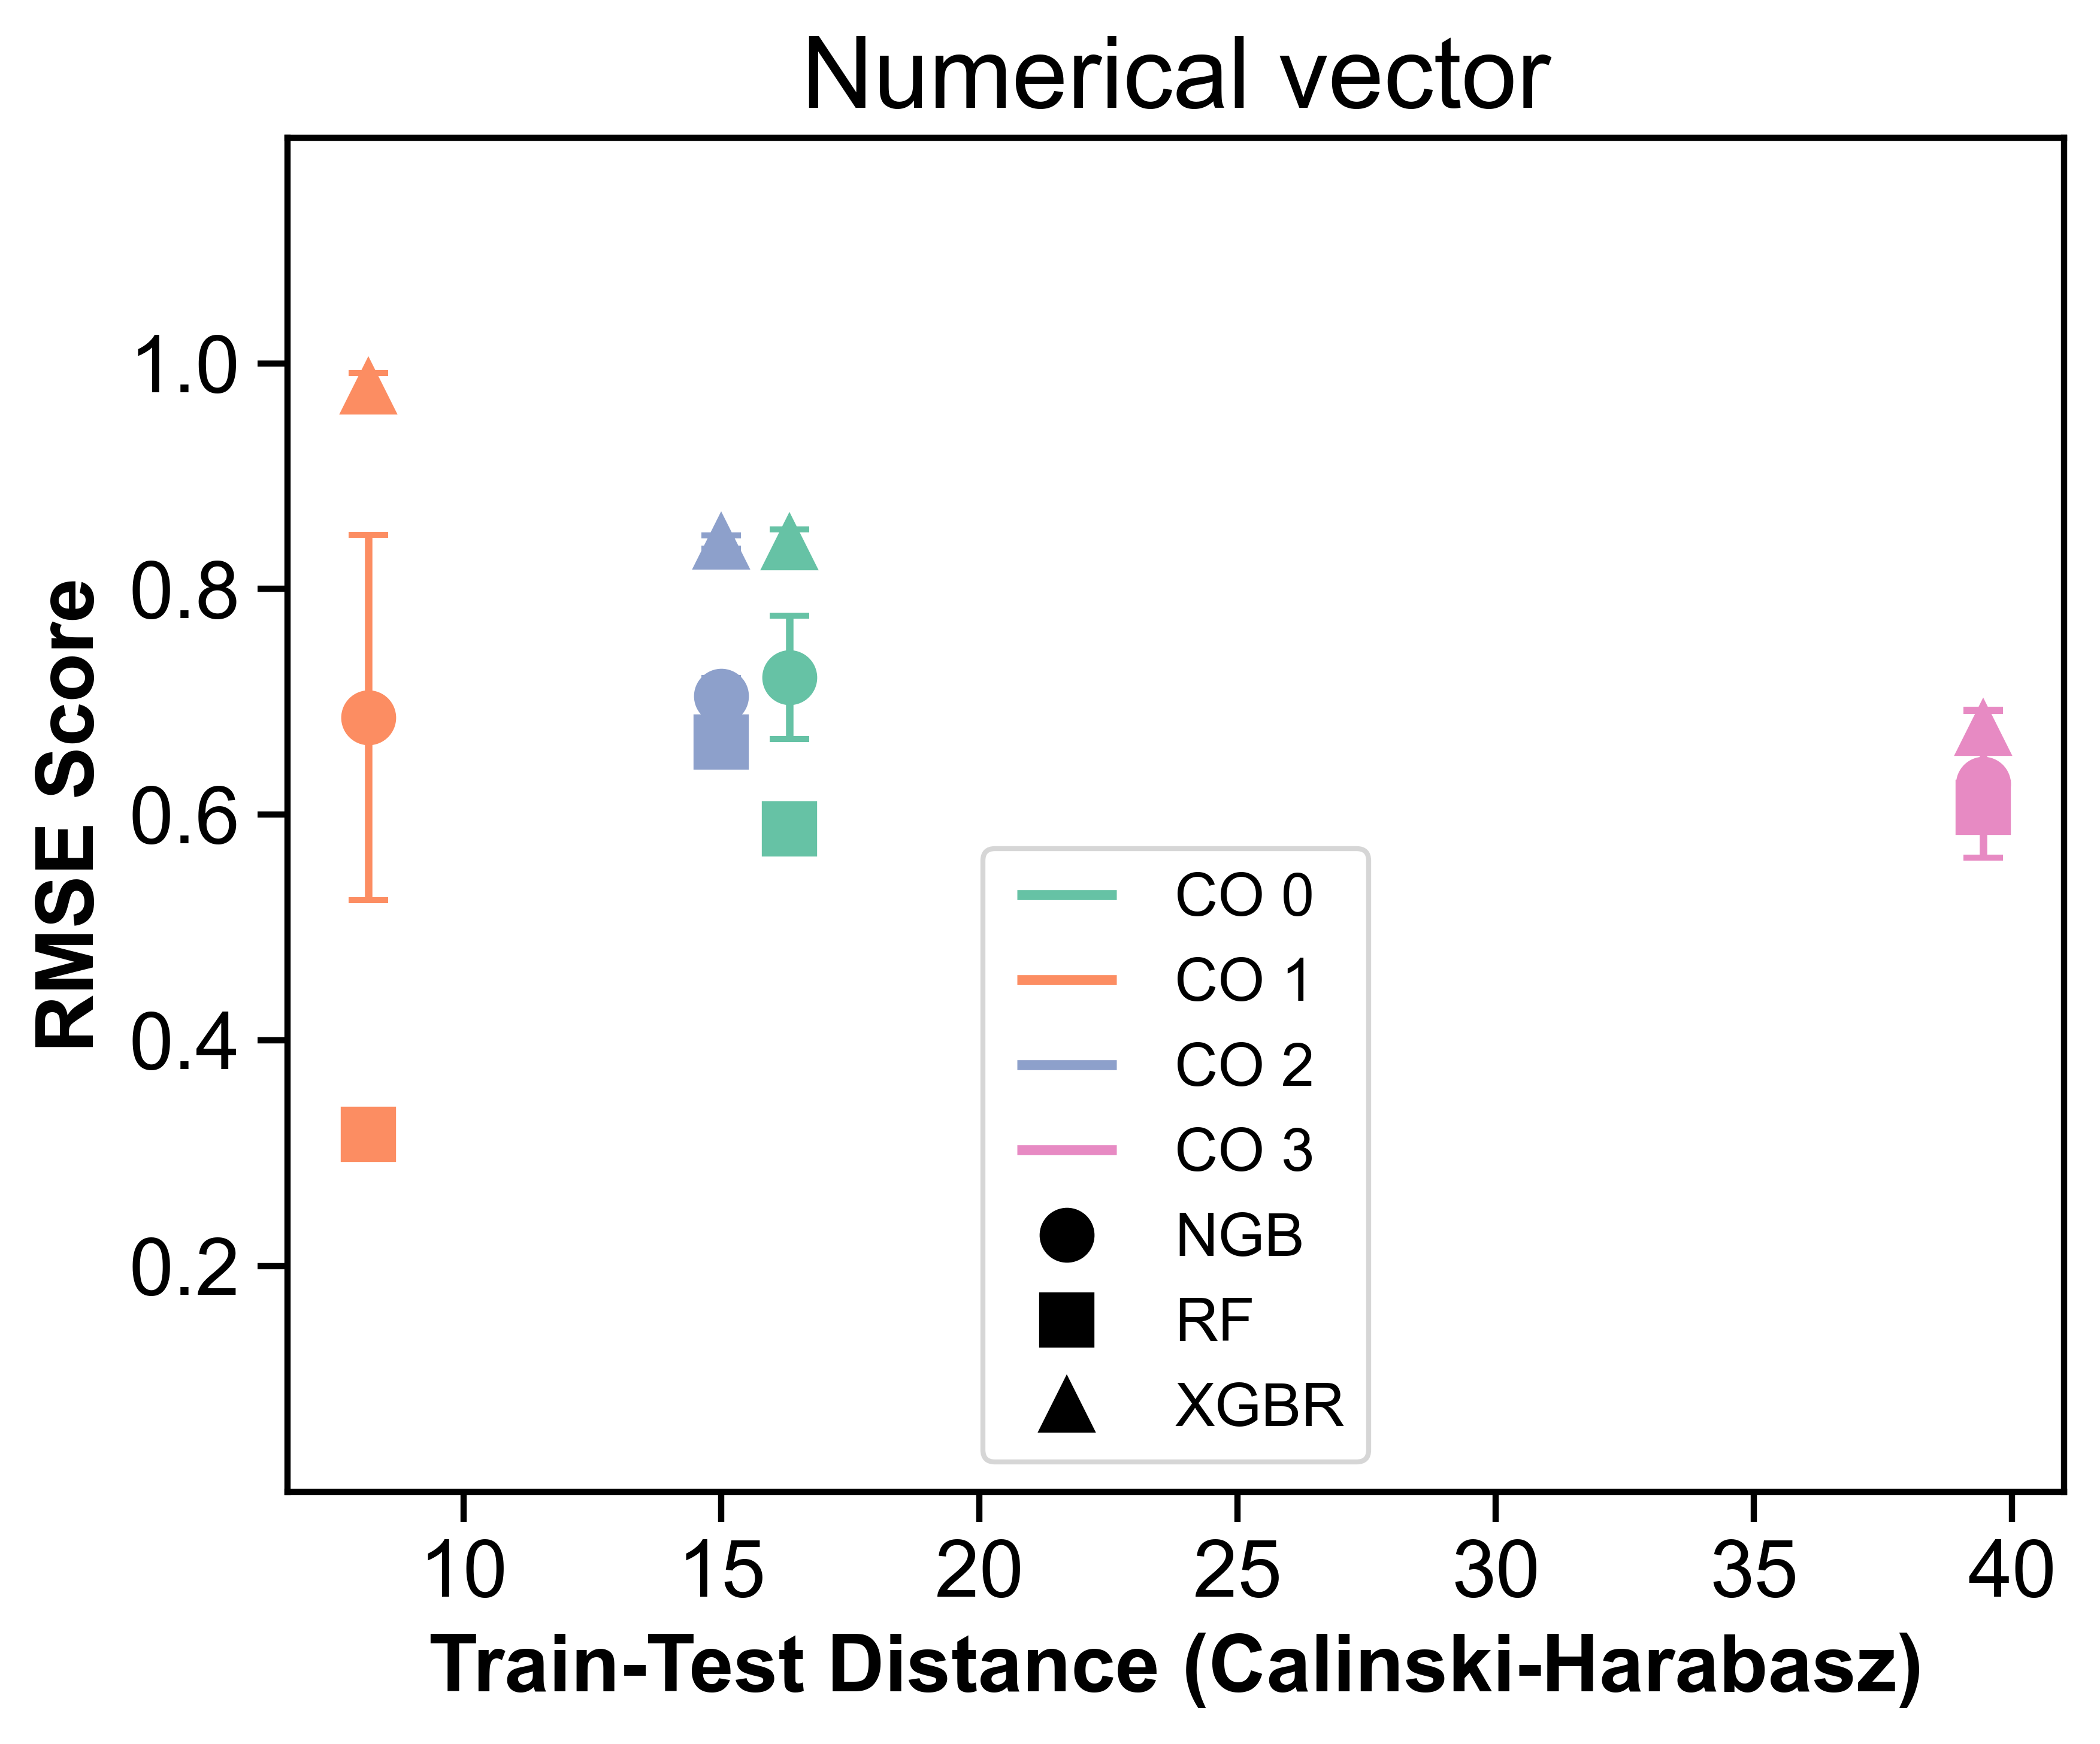 Numerical vector
RMSE Score
1.0
0.8
0.6
0.4
0.2
CO 0
CO 1
CO 2
CO 3
NGB
RF
XGBR
10 15 20 25 30 35 40
Train-Test Distance (Calinski-Harabasz)